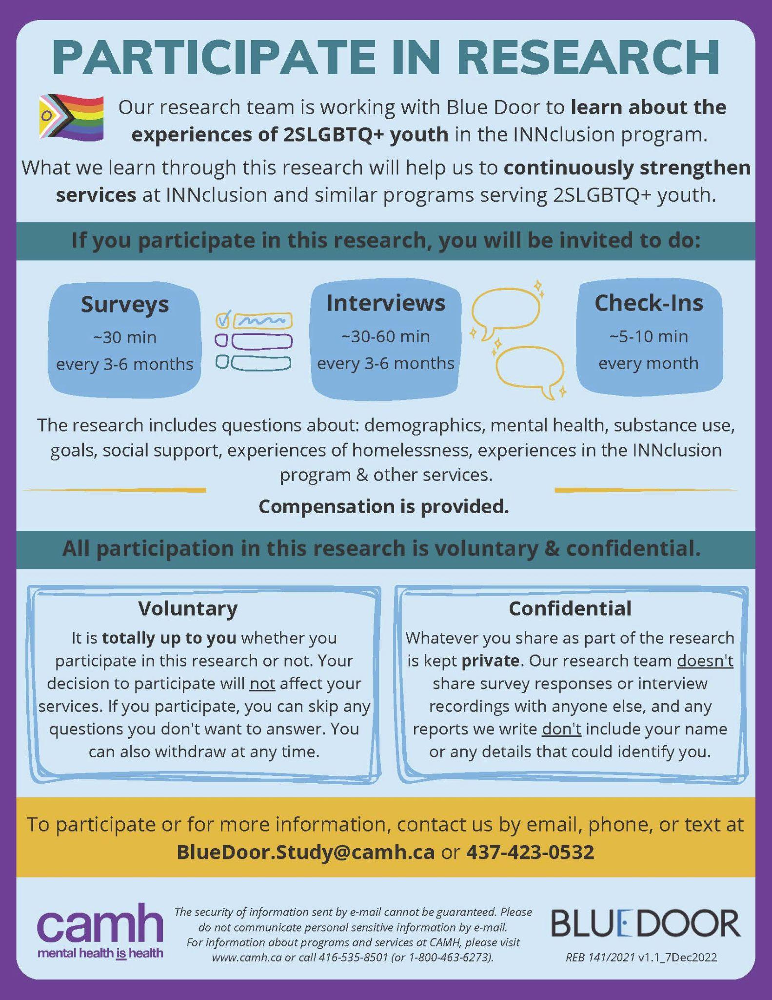 PARTICIPATE IN RESEARCH
Our research team is working with Blue Door to learn about the
experiences of 2SLGBTQ+ youth in the INNclusion program.
What we learn through this research will help us to continuously strengthen
services at INNclusion and similar programs serving 2SLGBTQ+ youth.
If you participate in this research, you will be invited to do:
Surveys
~30 min
every 3-6 months
Interviews
~30-60 min
every 3-6 months
Check-Ins
~5-10 min
every month
The research includes questions about: demographics, mental health, substance use,
goals, social support, experiences of homelessness, experiences in the INNclusion
program & other services.
Compensation is provided.
All participation in this research is voluntary & confidential.
Voluntary
It is totally up to you whether you
participate in this research or not. Your
decision to participate will not affect your
services. If you participate, you can skip any
questions you don't want to answer. You
can also withdraw at any time.
Confidential
Whatever you share as part of the research
is kept private. Our research team doesn't
share survey responses or interview
recordings with anyone else, and any
reports we write don't include your name
or any details that could identify you.
To participate or for more information, contact us by email, phone, or text at
BlueDoor.Study@camh.ca or 437-423-0532
camh
mental health is health
The security of information sent by e-mail cannot be guaranteed. Please
do not communicate personal sensitive information by e-mail.
For information about programs and services at CAMH, please visit
www.camh.ca or call 416-535-8501 (or 1-800-463-6273).
BLUEDOOR
REB 141/2021 v1.1_7Dec2022